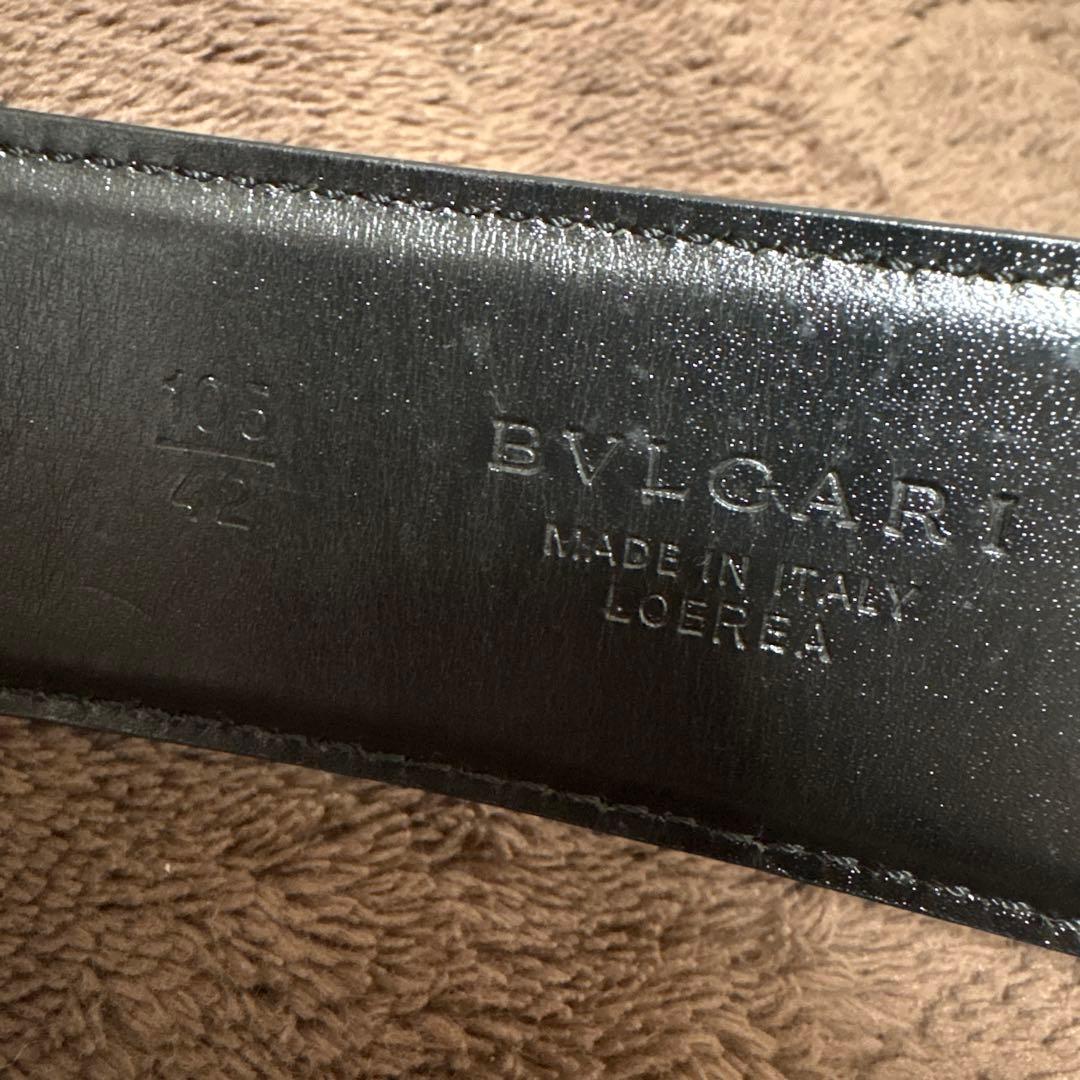 105
42
BVLGARI
MADE IN ITALY
LOEREA